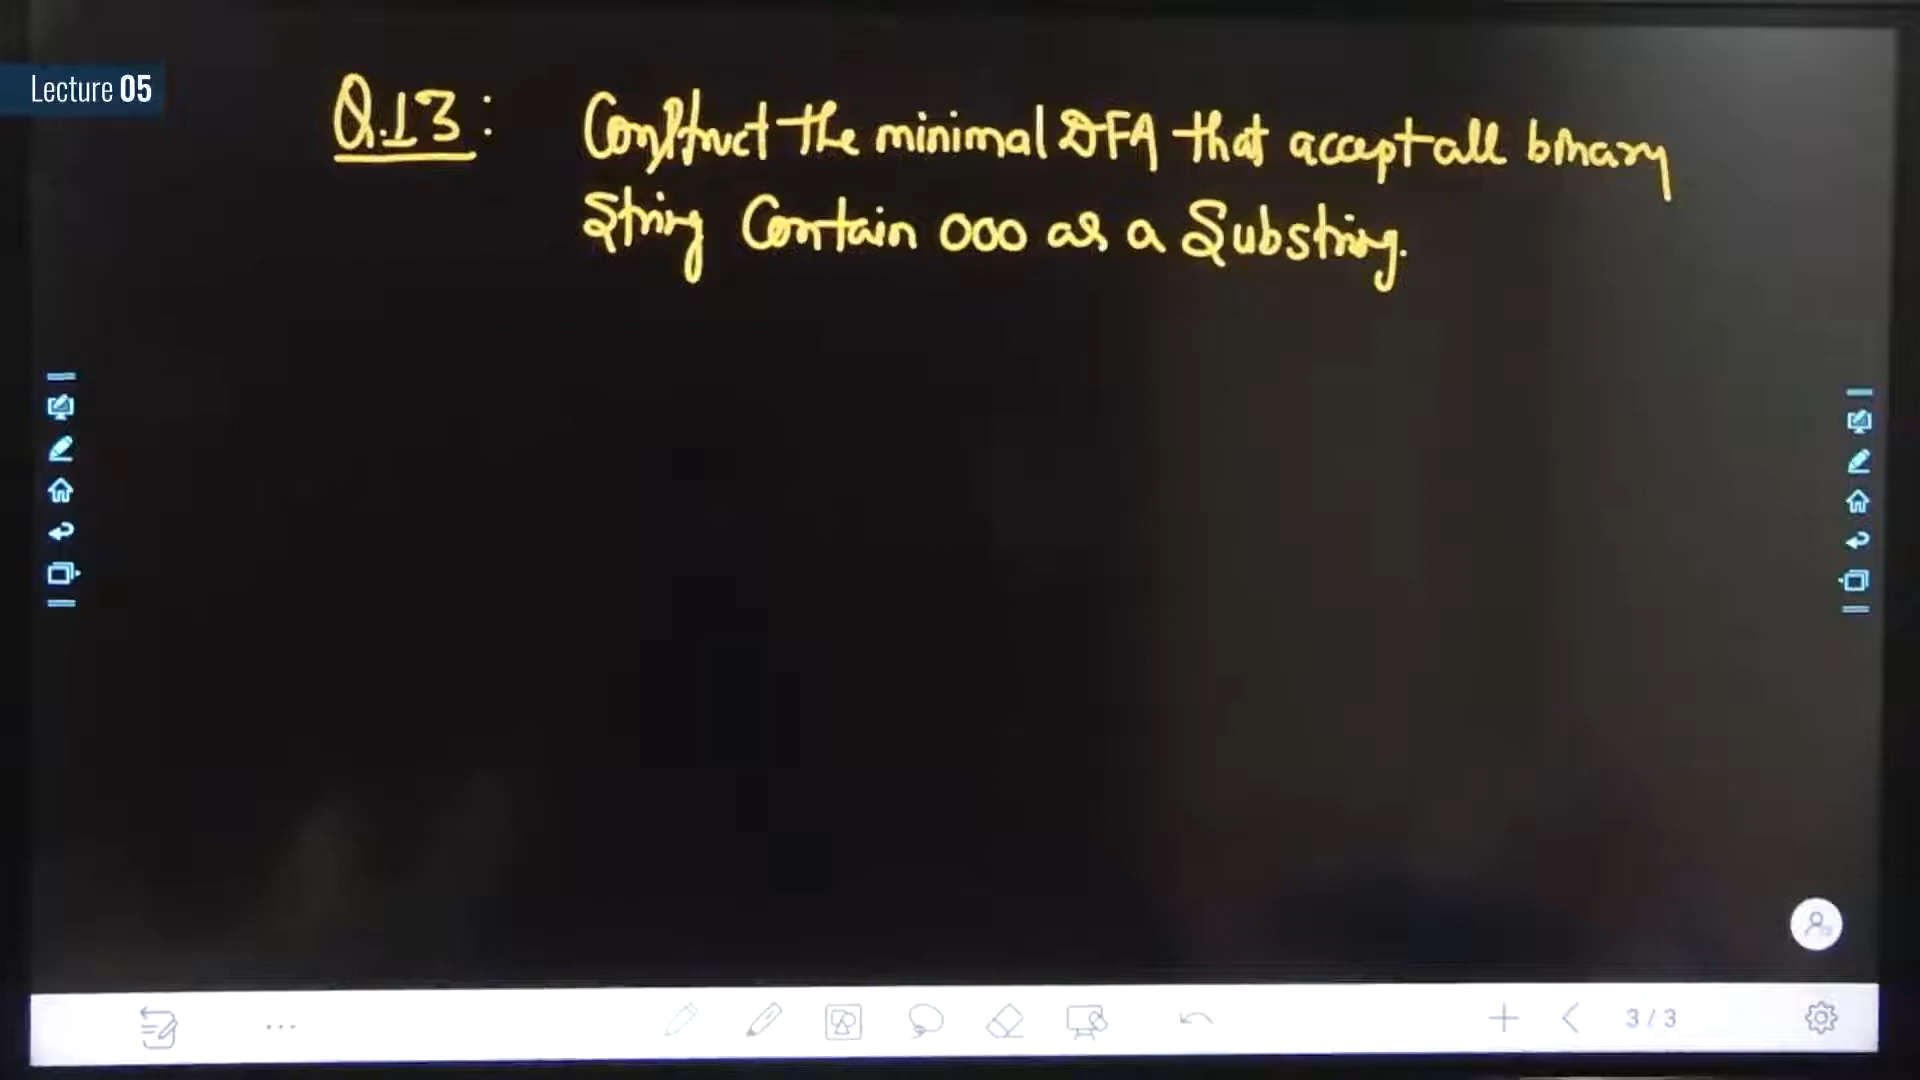 Lecture 05
Q.13: Construct the minimal DFA that accept all binary
String Contain 000 as a Substring.
3/3